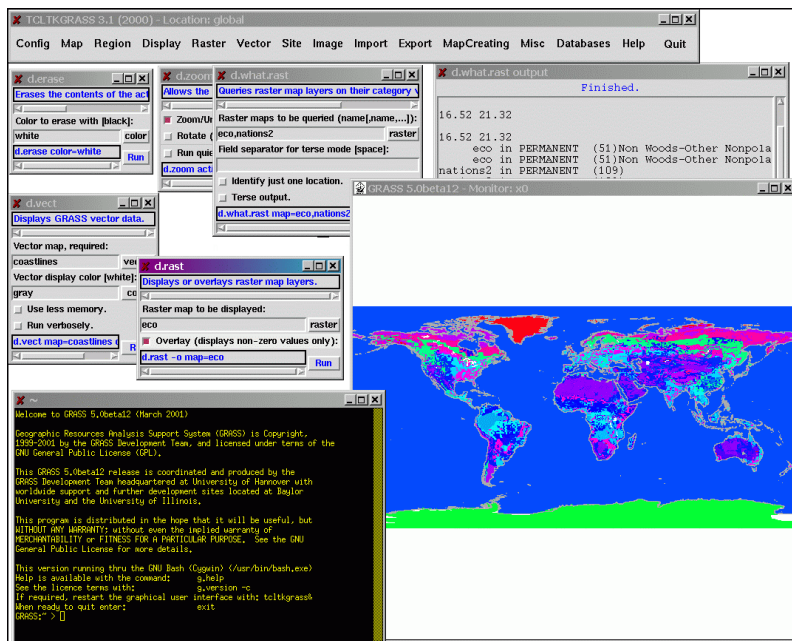 TCLTKGRASS 3.1 (2000) - Location: global
Config Map Region Display Raster Vector Site Image Import Export MapCreating Misc Databases Help Quit
d.erase
Erases the contents of the act
Color to erase with [black]:
white color
d.erase color=white
Run
d.zoom
Allows the
Zoom/Un
Rotate (
Run quie
d.zoom acti
d.what.rast
Queries raster map layers on their category v
Raster maps to be queried (name[,name,...]):
eco,nations2 raster
Field separator for terse mode [space]:
Identify just one location.
Terse output.
d.what.rast map=eco,nations2
d.what.rast output
Finished.
16.52 21.32
16.52 21.32
eco in PERMANENT (51)Non Woods-Other Nonpola
eco in PERMANENT (51)Non Woods-Other Nonpola
nations2 in PERMANENT (109)
d.vect
Displays GRASS vector data.
Vector map, required:
coastlines vec
Vector display color [white]:
gray co
Use less memory.
Run verbosely.
d.vect map=coastlines
d.rast
Displays or overlays raster map layers.
Raster map to be displayed:
eco raster
Overlay (displays non-zero values only):
d.rast -o map=eco
Run
GRASS 5.0beta12 - Monitor: x0
~
Welcome to GRASS 5.0beta12 (March 2001)
Geographic Resources Analysis Support System (GRASS) is Copyright,
1999-2001 by the GRASS Development Team, and licensed under terms of the
GNU General Public License (GPL).
This GRASS 5.0beta12 release is coordinated and produced by the
GRASS Development Team headquartered at University of Hannover with
worldwide support and further development sites located at Baylor
University and the University of Illinois.
This program is distributed in the hope that it will be useful, but
WITHOUT ANY WARRANTY; without even the implied warranty of
MERCHANTABILITY or FITNESS FOR A PARTICULAR PURPOSE. See the GNU
General Public License for more details.
This version running thru the GNU Bash (Cygwin) (/usr/bin/bash.exe)
Help is available with the command: g.help
See the licence terms with: g.version -c
If required, restart the graphical user interface with: tcltkgrass&
When ready to quit enter: exit
GRASS:~ >